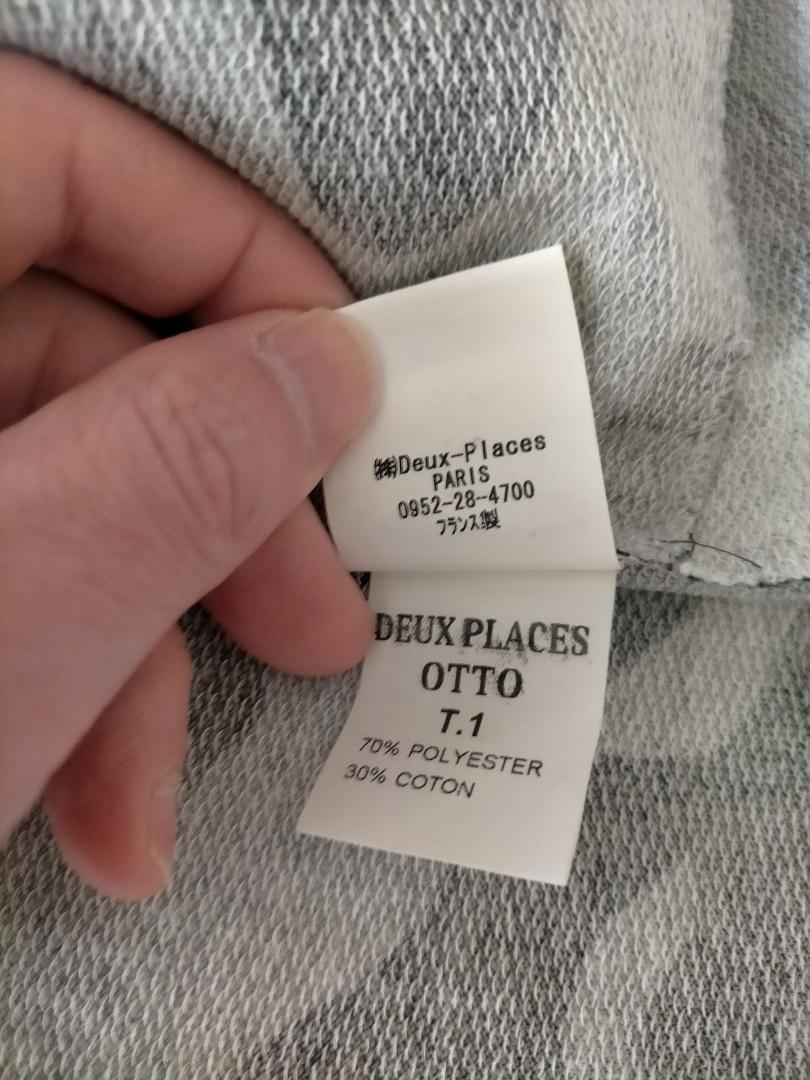 ㈱Deux-Places
PARIS
0952-28-4700
フランス製
DEUX PLACES
OTTO
T.1
70% POLYESTER
30% COTON